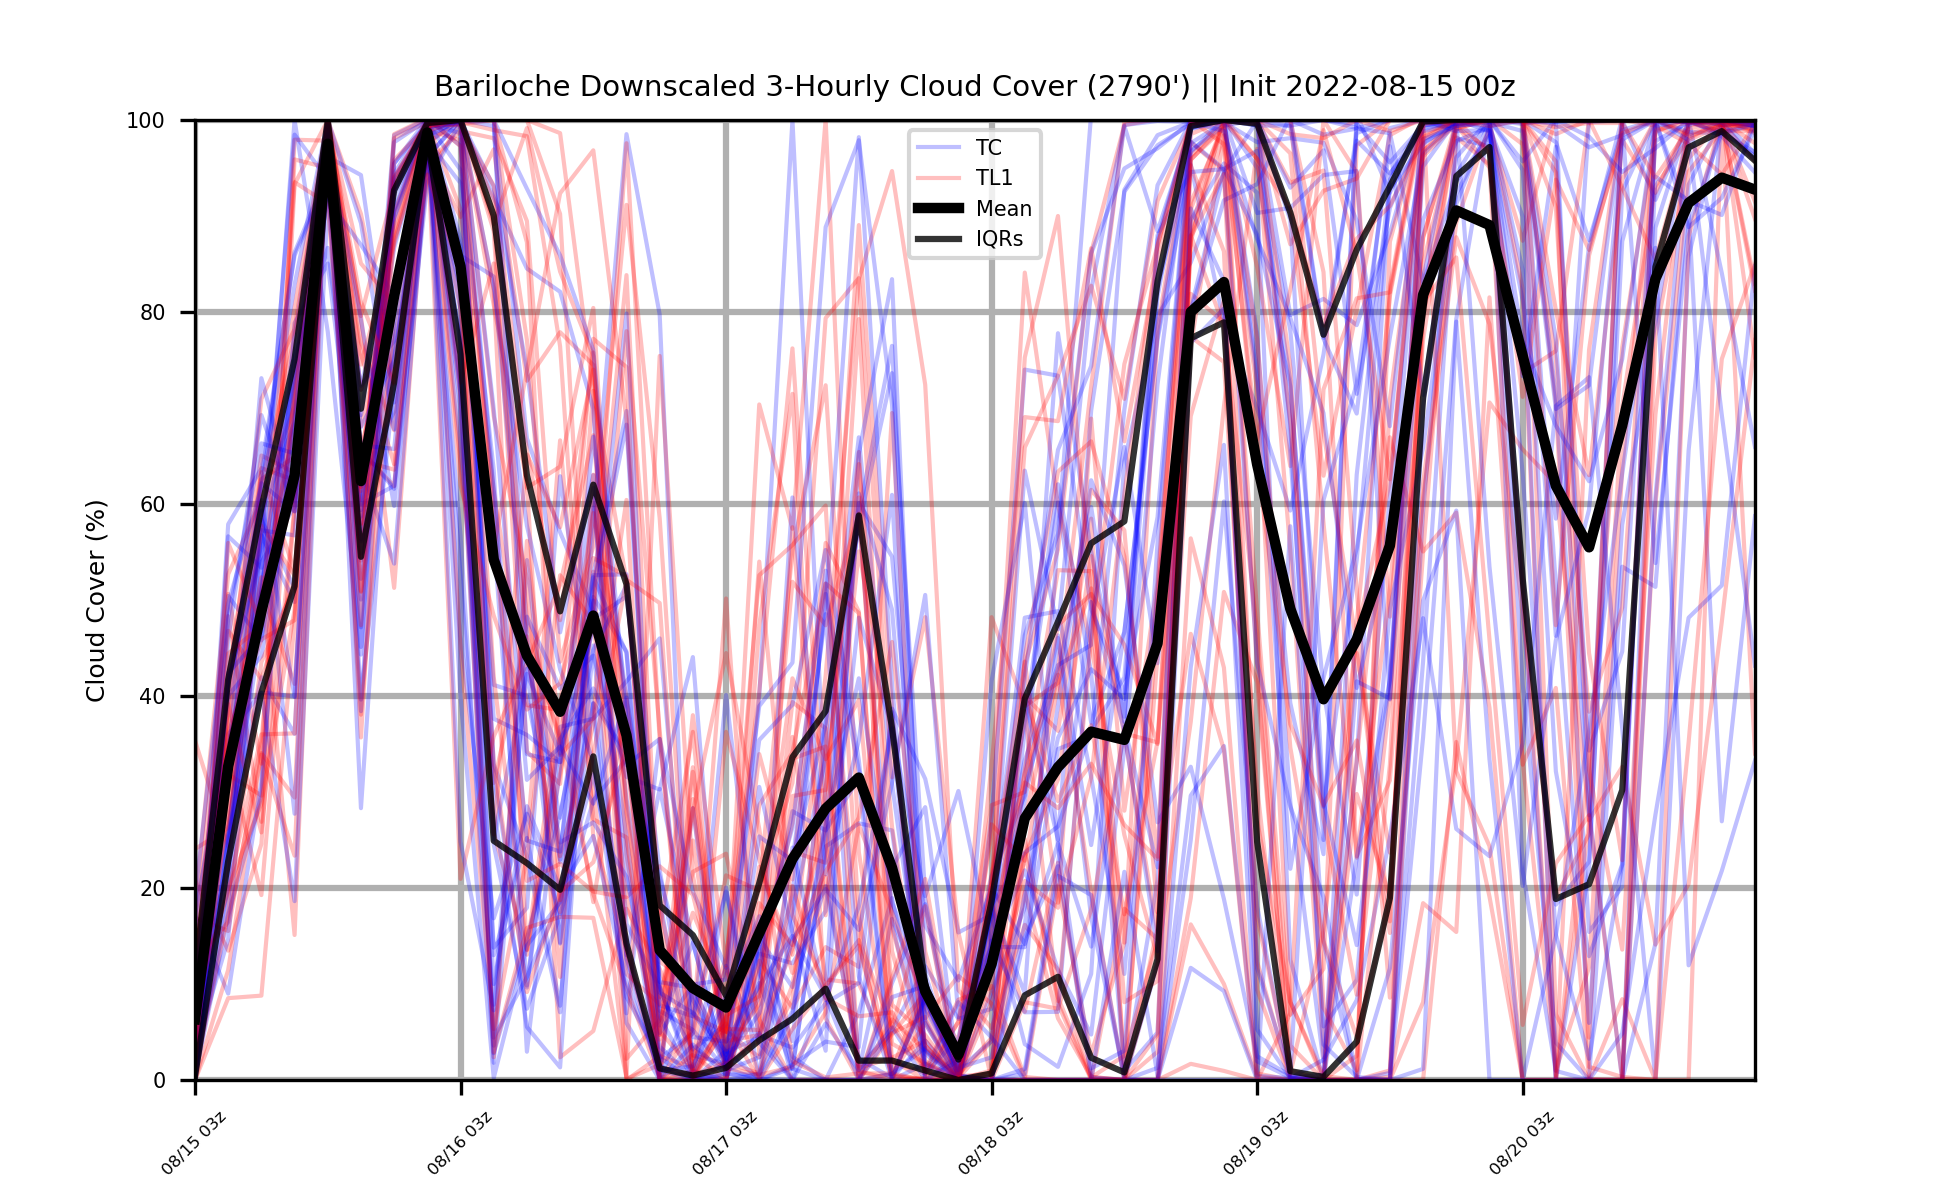 Bariloche Downscaled 3-Hourly Cloud Cover (2790') || Init 2022-08-15 00z
Cloud Cover (%)
100
80
60
40
20
0
TC
TL1
Mean
IQRs
08/15 03z
08/16 03z
08/17 03z
08/18 03z
08/19 03z
08/20 03z